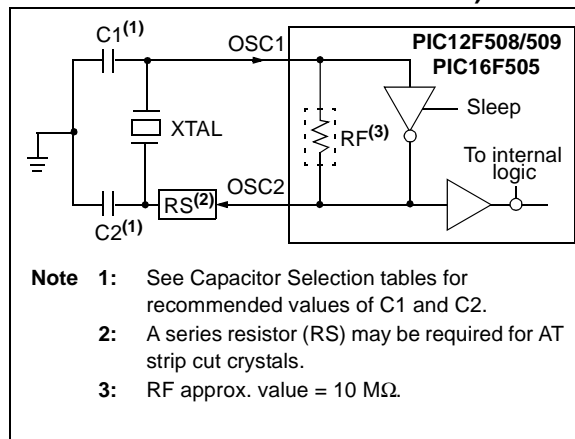 C1(1)
OSC1
PIC12F508/509
PIC16F505
Sleep
XTAL
RF(3)
To internal
logic
OSC2
RS(2)
C2(1)
Note 1: See Capacitor Selection tables for
recommended values of C1 and C2.
2: A series resistor (RS) may be required for AT
strip cut crystals.
3: RF approx. value = 10 MΩ.